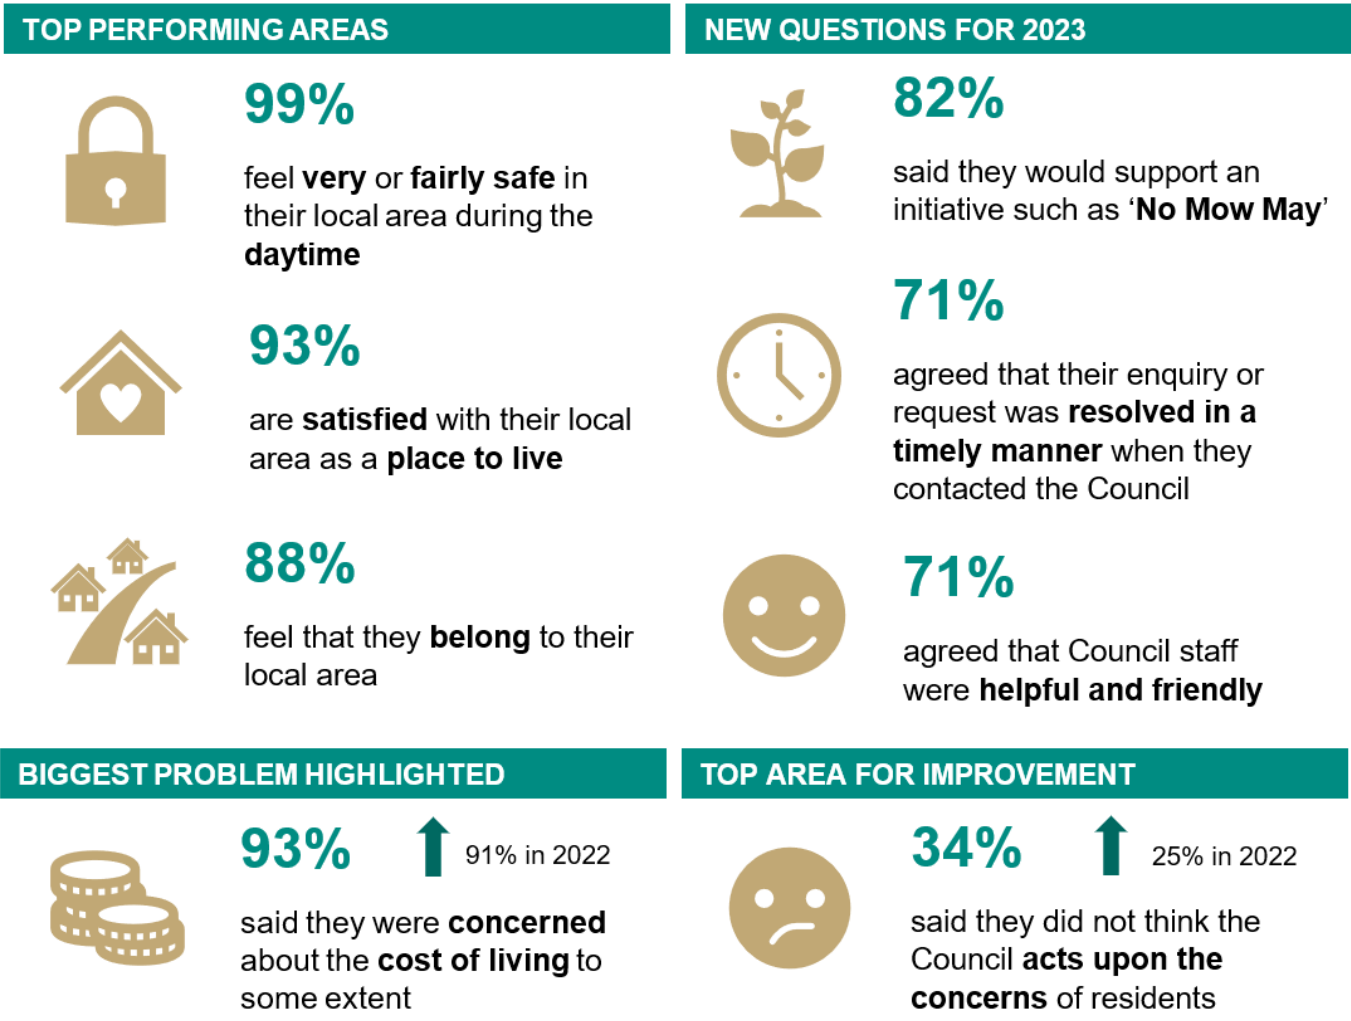 TOP PERFORMING AREAS
99%
feel very or fairly safe in
their local area during the
daytime
93%
are satisfied with their local
area as a place to live
88%
feel that they belong to their
local area
NEW QUESTIONS FOR 2023
82%
said they would support an
initiative such as ‘No Mow May’
71%
agreed that their enquiry or
request was resolved in a
timely manner when they
contacted the Council
71%
agreed that Council staff
were helpful and friendly
BIGGEST PROBLEM HIGHLIGHTED
93%
91% in 2022
said they were concerned
about the cost of living to
some extent
TOP AREA FOR IMPROVEMENT
34%
25% in 2022
said they did not think the
Council acts upon the
concerns of residents